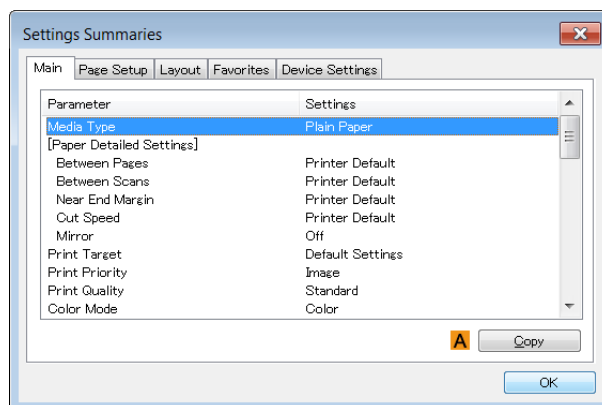 Settings Summaries
Main Page Setup Layout Favorites Device Settings
Parameter Settings
Media Type Plain Paper
[Paper Detailed Settings]
Between Pages Printer Default
Between Scans Printer Default
Near End Margin Printer Default
Cut Speed Printer Default
Mirror Off
Print Target Default Settings
Print Priority Image
Print Quality Standard
Color Mode Color
A Copy
OK